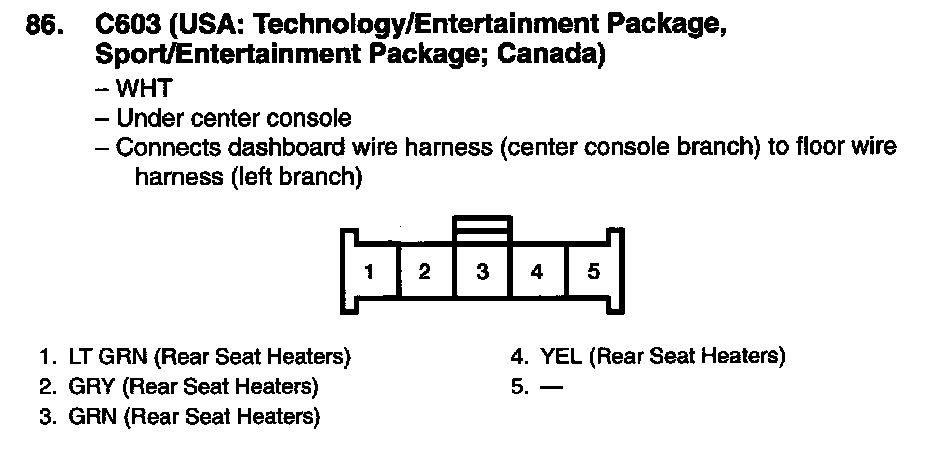 86. C603 (USA: Technology/Entertainment Package,
Sport/Entertainment Package; Canada)
– WHT
– Under center console
– Connects dashboard wire harness (center console branch) to floor wire
harness (left branch)
1 2 3 4 5
1. LT GRN (Rear Seat Heaters)
2. GRY (Rear Seat Heaters)
3. GRN (Rear Seat Heaters)
4. YEL (Rear Seat Heaters)
5. —